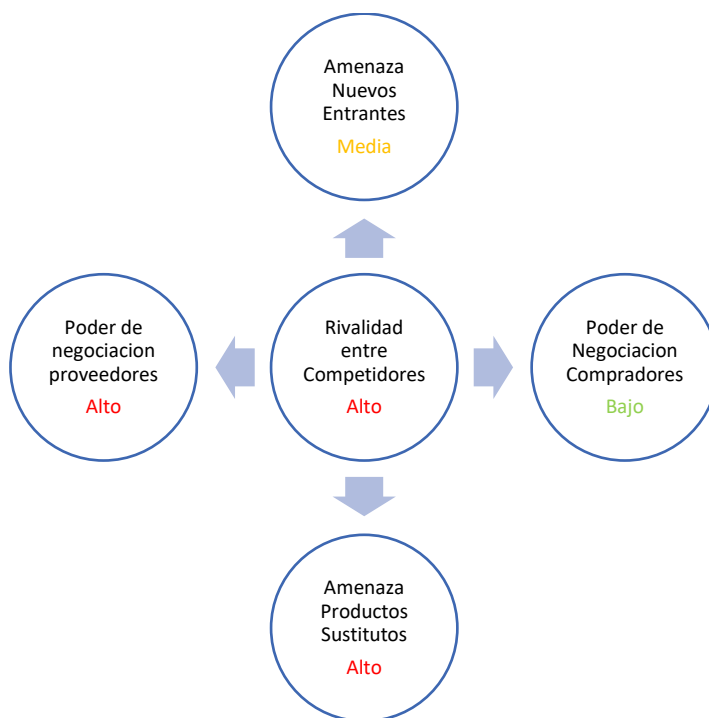 Amenaza
Nuevos
Entrantes
Media
Poder de
negociacion
proveedores
Alto
Rivalidad
entre
Competidores
Alto
Poder de
Negociacion
Compradores
Bajo
Amenaza
Productos
Sustitutos
Alto